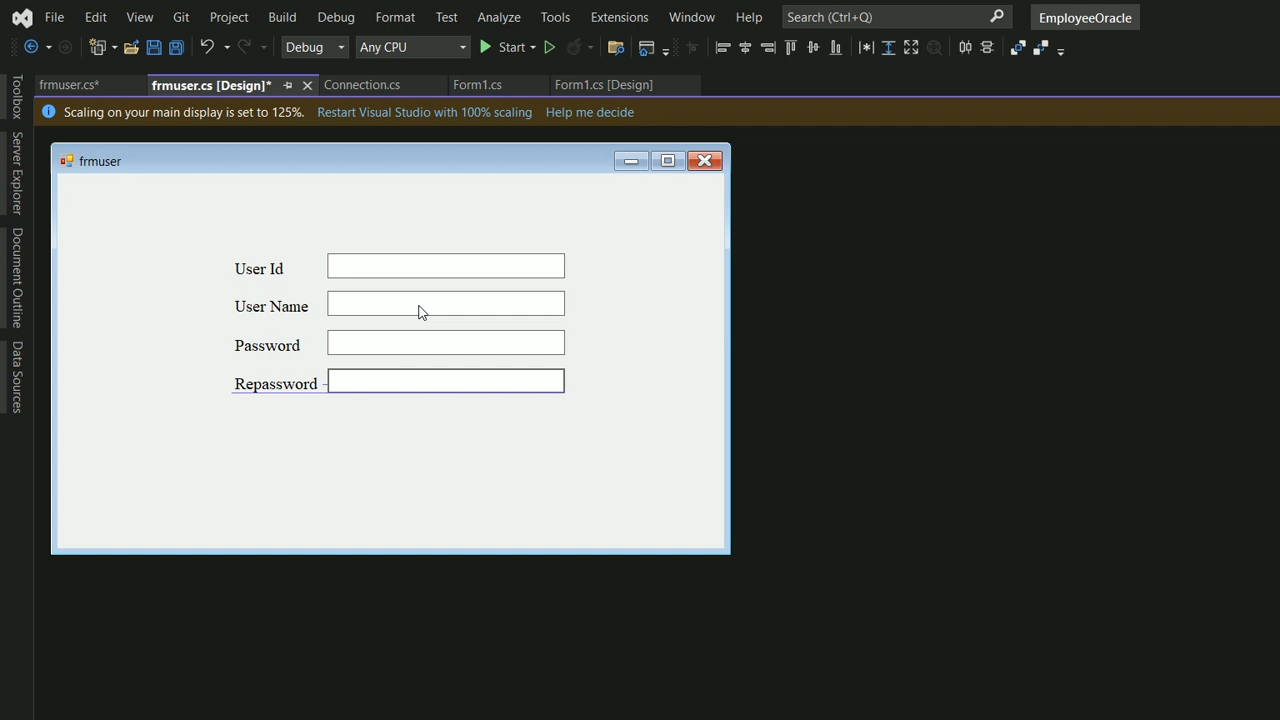 File Edit View Git Project Build Debug Format Test Analyze Tools Extensions Window Help Search (Ctrl+Q) EmployeeOracle
Debug Any CPU Start
frmuser.cs* frmuser.cs [Design]* Connection.cs Form1.cs Form1.cs [Design]
Scaling on your main display is set to 125%. Restart Visual Studio with 100% scaling Help me decide
Toolbox
Server Explorer
Document Outline
Data Sources
frmuser
User Id
User Name
Password
Repassword